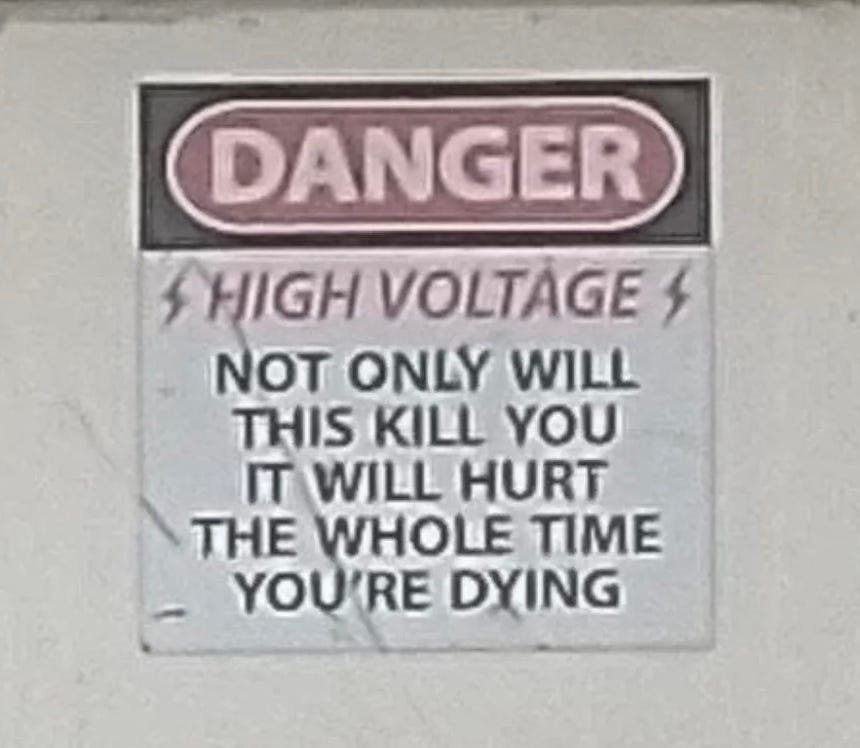 DANGER
HIGH VOLTAGE
NOT ONLY WILL
THIS KILL YOU
IT WILL HURT
THE WHOLE TIME
YOU'RE DYING